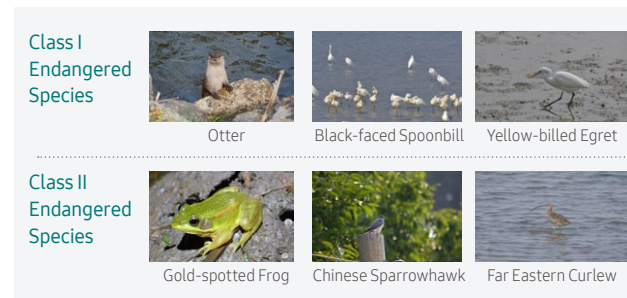 Class I
Endangered
Species
Otter
Black-faced Spoonbill
Yellow-billed Egret
Class II
Endangered
Species
Gold-spotted Frog
Chinese Sparrowhawk
Far Eastern Curlew